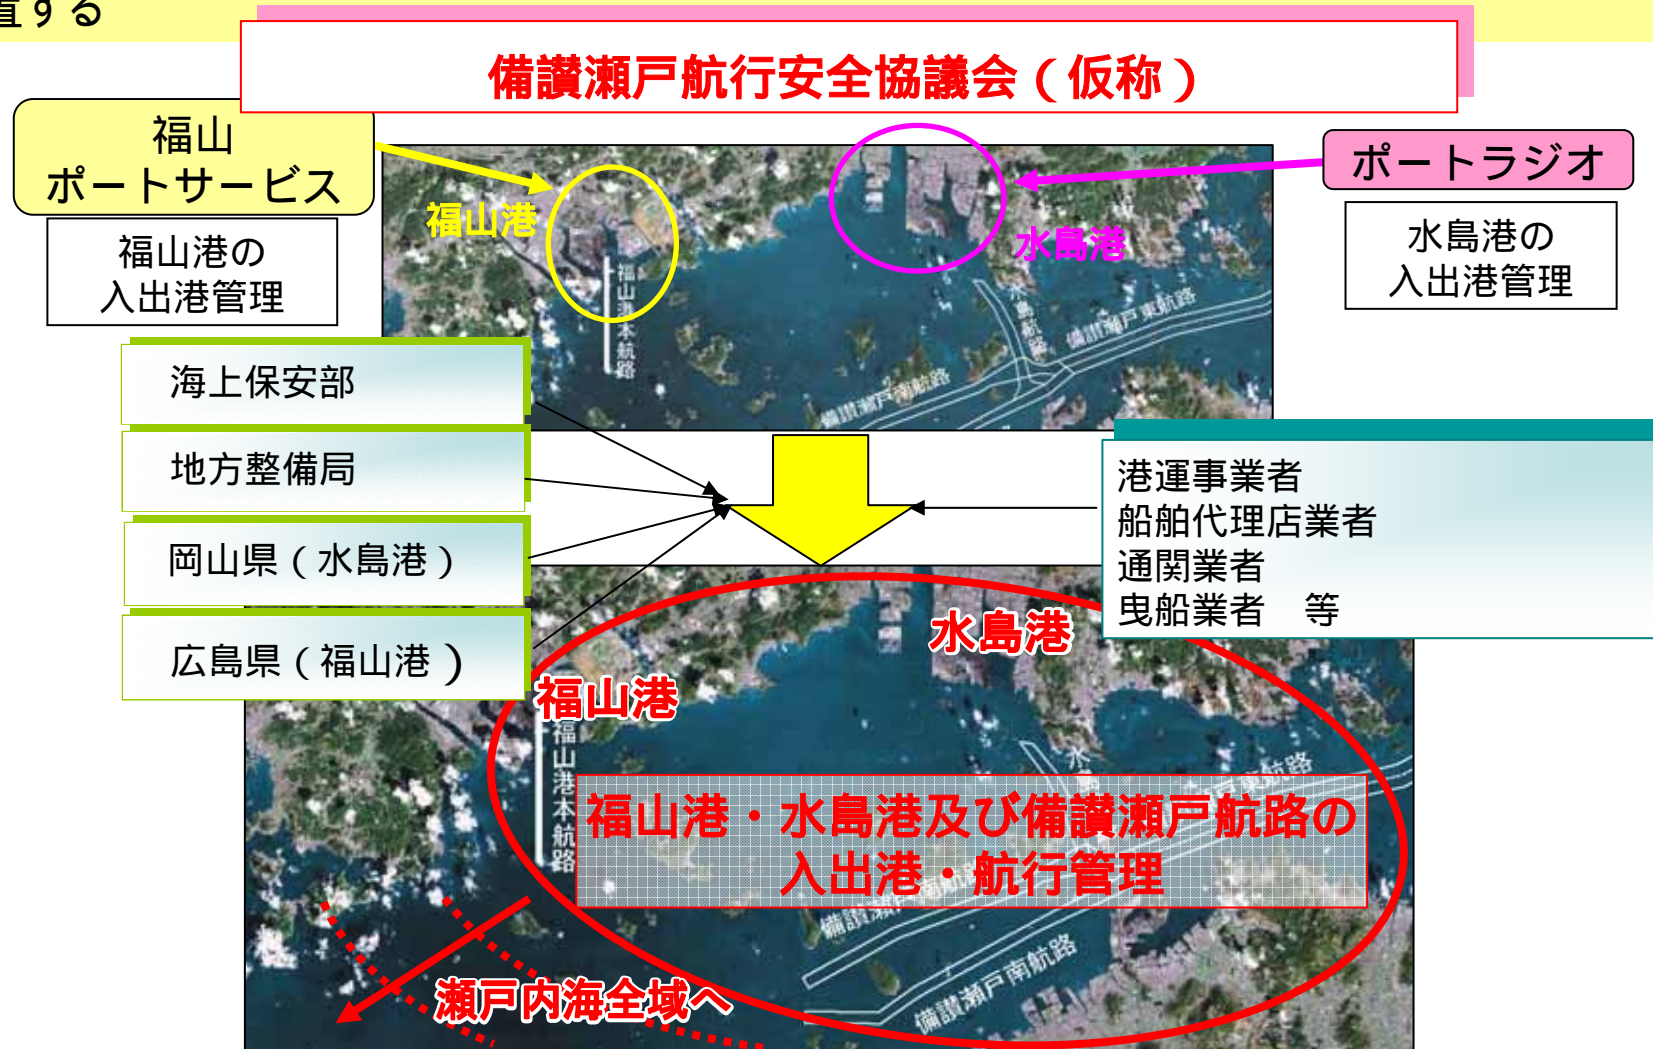 置する
備讃瀬戸航行安全協議会（仮称）
福山
ポートサービス
福山港の
入出港管理
ポートラジオ
水島港の
入出港管理
福山港
水島港
福山港本航路
水島航路
備讃瀬戸東航路
備讃瀬戸南航路
海上保安部
地方整備局
岡山県（水島港）
広島県（福山港）
港運事業者
船舶代理店業者
通関業者
曳船業者　等
水島港
福山港
福山港本航路
福山港・水島港及び備讃瀬戸航路の
入出港・航行管理
備讃瀬戸南航路
瀬戸内海全域へ